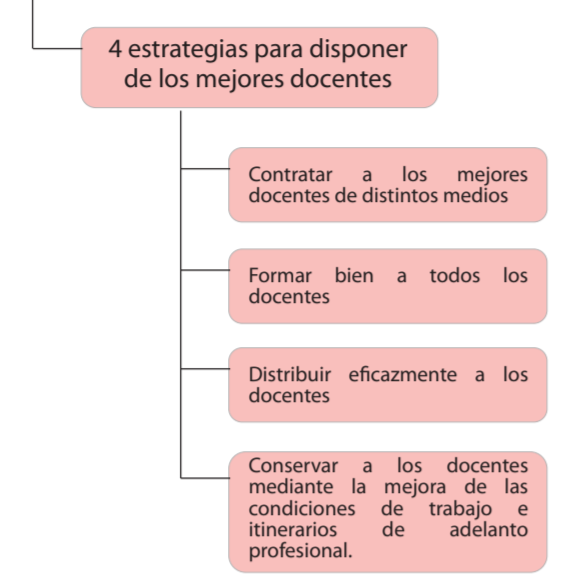 4 estrategias para disponer
de los mejores docentes
Contratar a los mejores
docentes de distintos medios
Formar bien a todos los
docentes
Distribuir eficazmente a los
docentes
Conservar a los docentes
mediante la mejora de las
condiciones de trabajo e
itinerarios de adelanto
profesional.